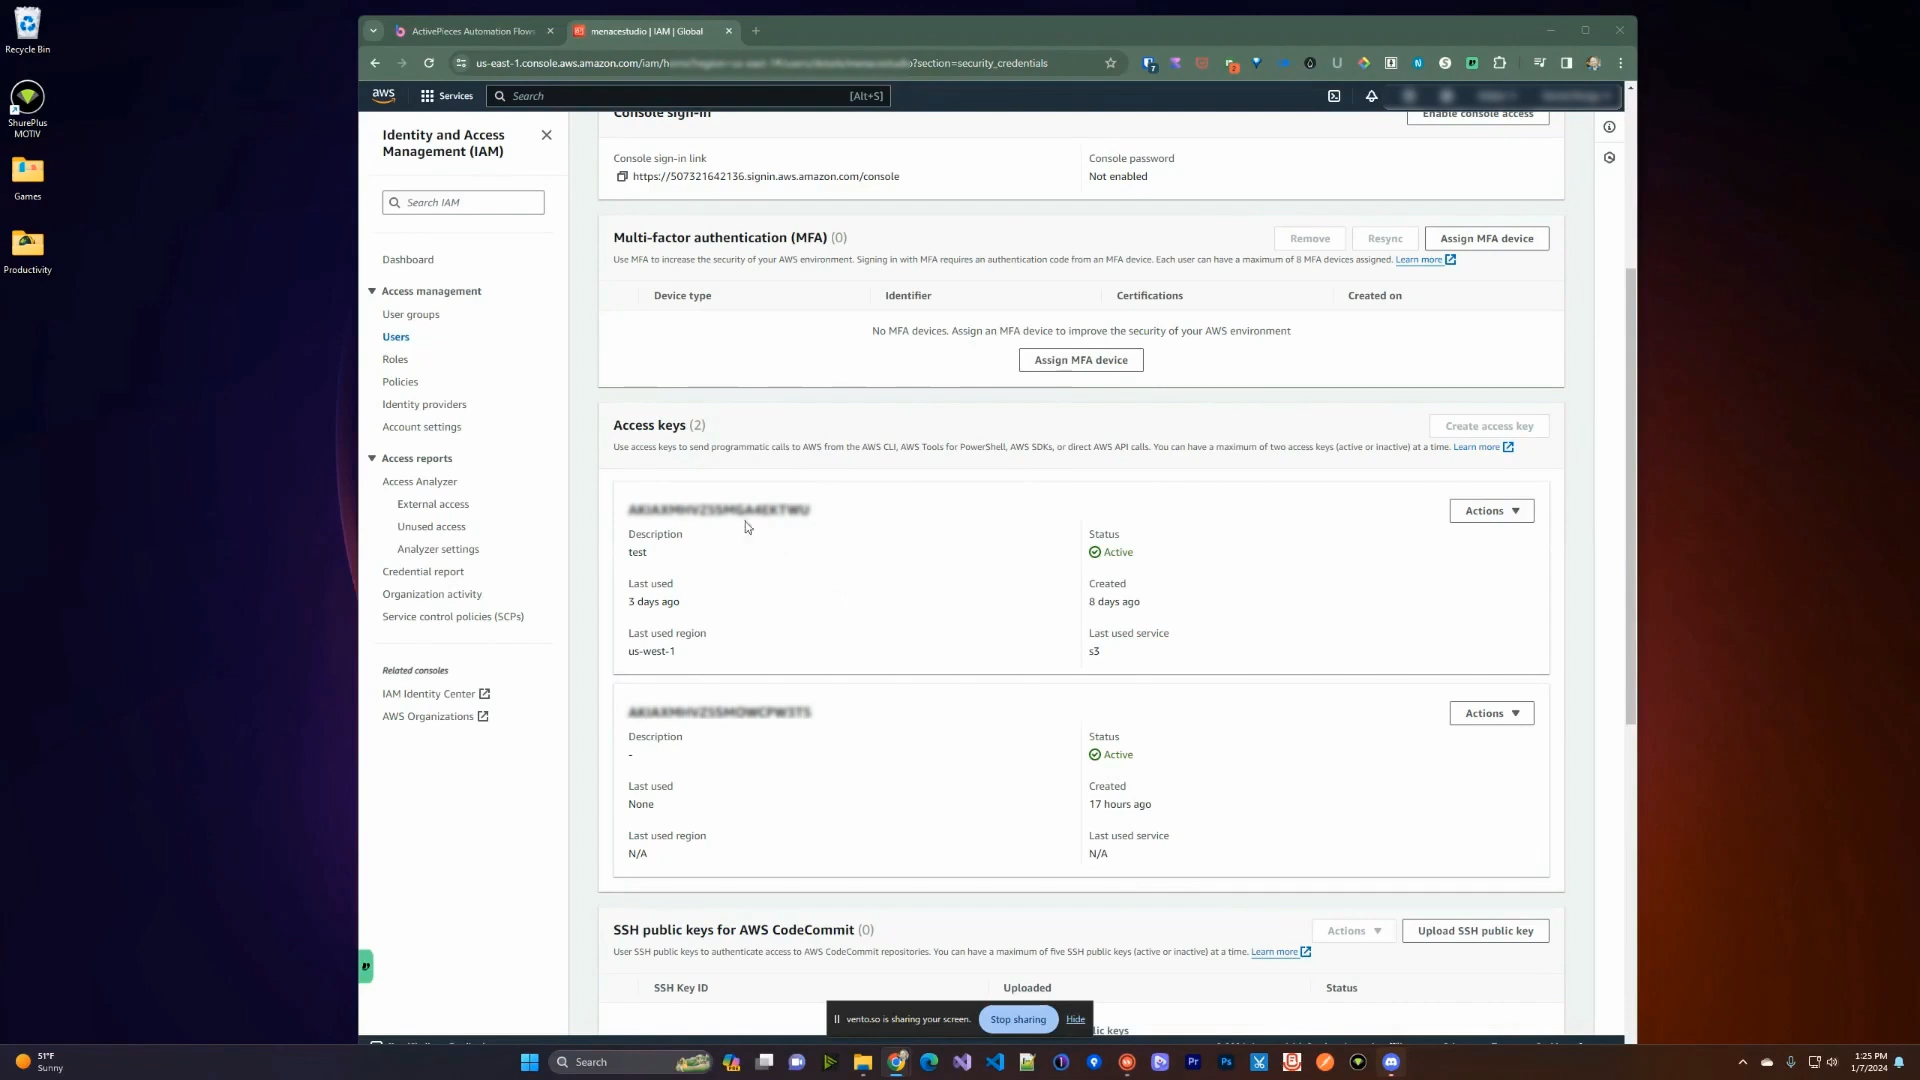 Recycle Bin
ShurePlus
MOTIV
Games
Productivity
ActivePieces Automation Flows
menacestudio | IAM | Global
us-east-1.console.aws.amazon.com/iam/h
?section=security_credentials
aws
Services
Search
[Alt+S]
Identity and Access
Management (IAM)
Search IAM
Dashboard
Access management
User groups
Users
Roles
Policies
Identity providers
Account settings
Access reports
Access Analyzer
External access
Unused access
Analyzer settings
Credential report
Organization activity
Service control policies (SCPs)
Related consoles
IAM Identity Center
AWS Organizations
Console sign-in
Enable console access
Console sign-in link
https://507321642136.signin.aws.amazon.com/console
Console password
Not enabled
Multi-factor authentication (MFA) (0)
Remove
Resync
Assign MFA device
Use MFA to increase the security of your AWS environment. Signing in with MFA requires an authentication code from an MFA device. Each user can have a maximum of 8 MFA devices assigned. Learn more
Device type
Identifier
Certifications
Created on
No MFA devices. Assign an MFA device to improve the security of your AWS environment
Assign MFA device
Access keys (2)
Create access key
Use access keys to send programmatic calls to AWS from the AWS CLI, AWS Tools for PowerShell, AWS SDKs, or direct AWS API calls. You can have a maximum of two access keys (active or inactive) at a time. Learn more
Actions
Description
test
Status
Active
Last used
3 days ago
Created
8 days ago
Last used region
us-west-1
Last used service
s3
Actions
Description
-
Status
Active
Last used
None
Created
17 hours ago
Last used region
N/A
Last used service
N/A
SSH public keys for AWS CodeCommit (0)
Actions
Upload SSH public key
User SSH public keys to authenticate access to AWS CodeCommit repositories. You can have a maximum of five SSH public keys (active or inactive) at a time. Learn more
SSH Key ID
Uploaded
Status
vento.so is sharing your screen.
Stop sharing
Hide
lic keys
51°F
Sunny
Search
1:25 PM
1/7/2024